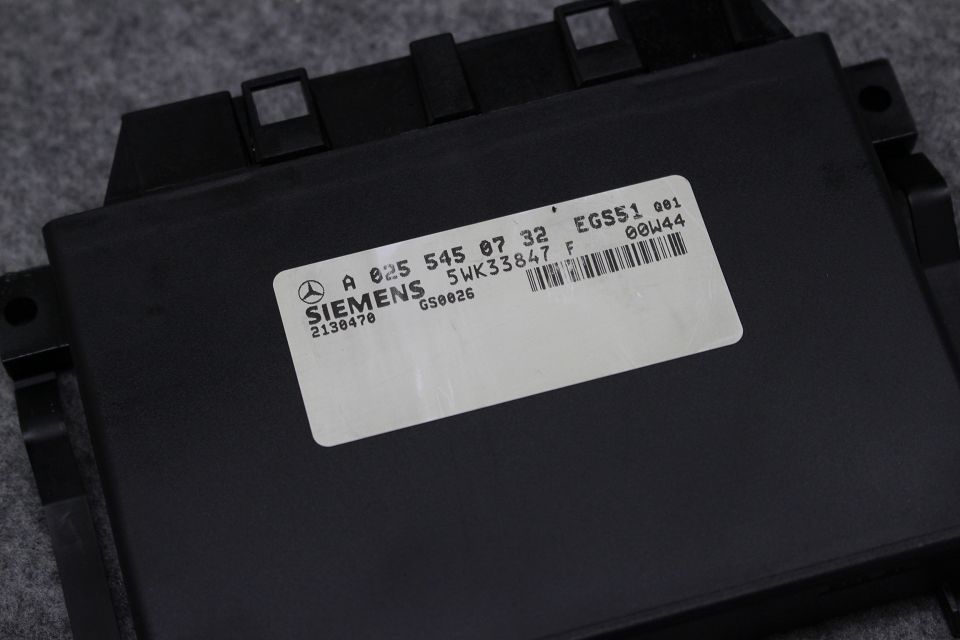 A 025 545 07 32 EGS51 Q01
SIEMENS 5WK33847 F 00W44
2130470 GS0026